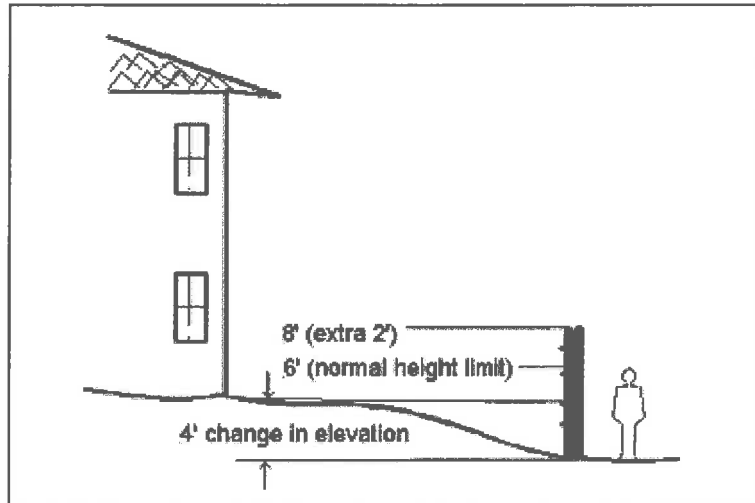 8' (extra 2')
6' (normal height limit)
4' change in elevation